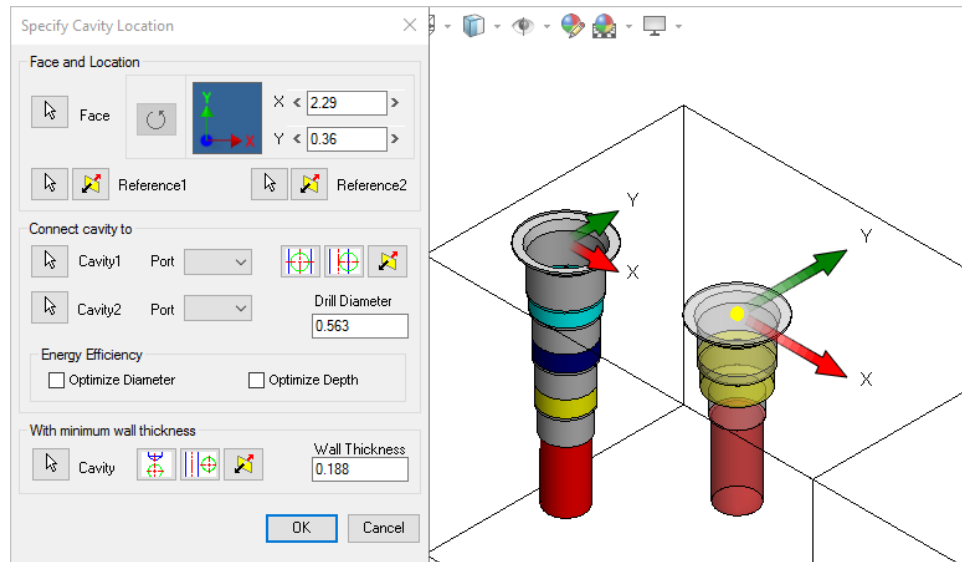 Specify Cavity Location
Face and Location
Face
X < 2.29 >
Y
X
Y < 0.36 >
Reference1 Reference2
Connect cavity to
Cavity1 Port
Cavity2 Port
Drill Diameter
0.563
Energy Efficiency
Optimize Diameter Optimize Depth
With minimum wall thickness
Cavity
Wall Thickness
0.188
OK Cancel
Y
X
Y
X